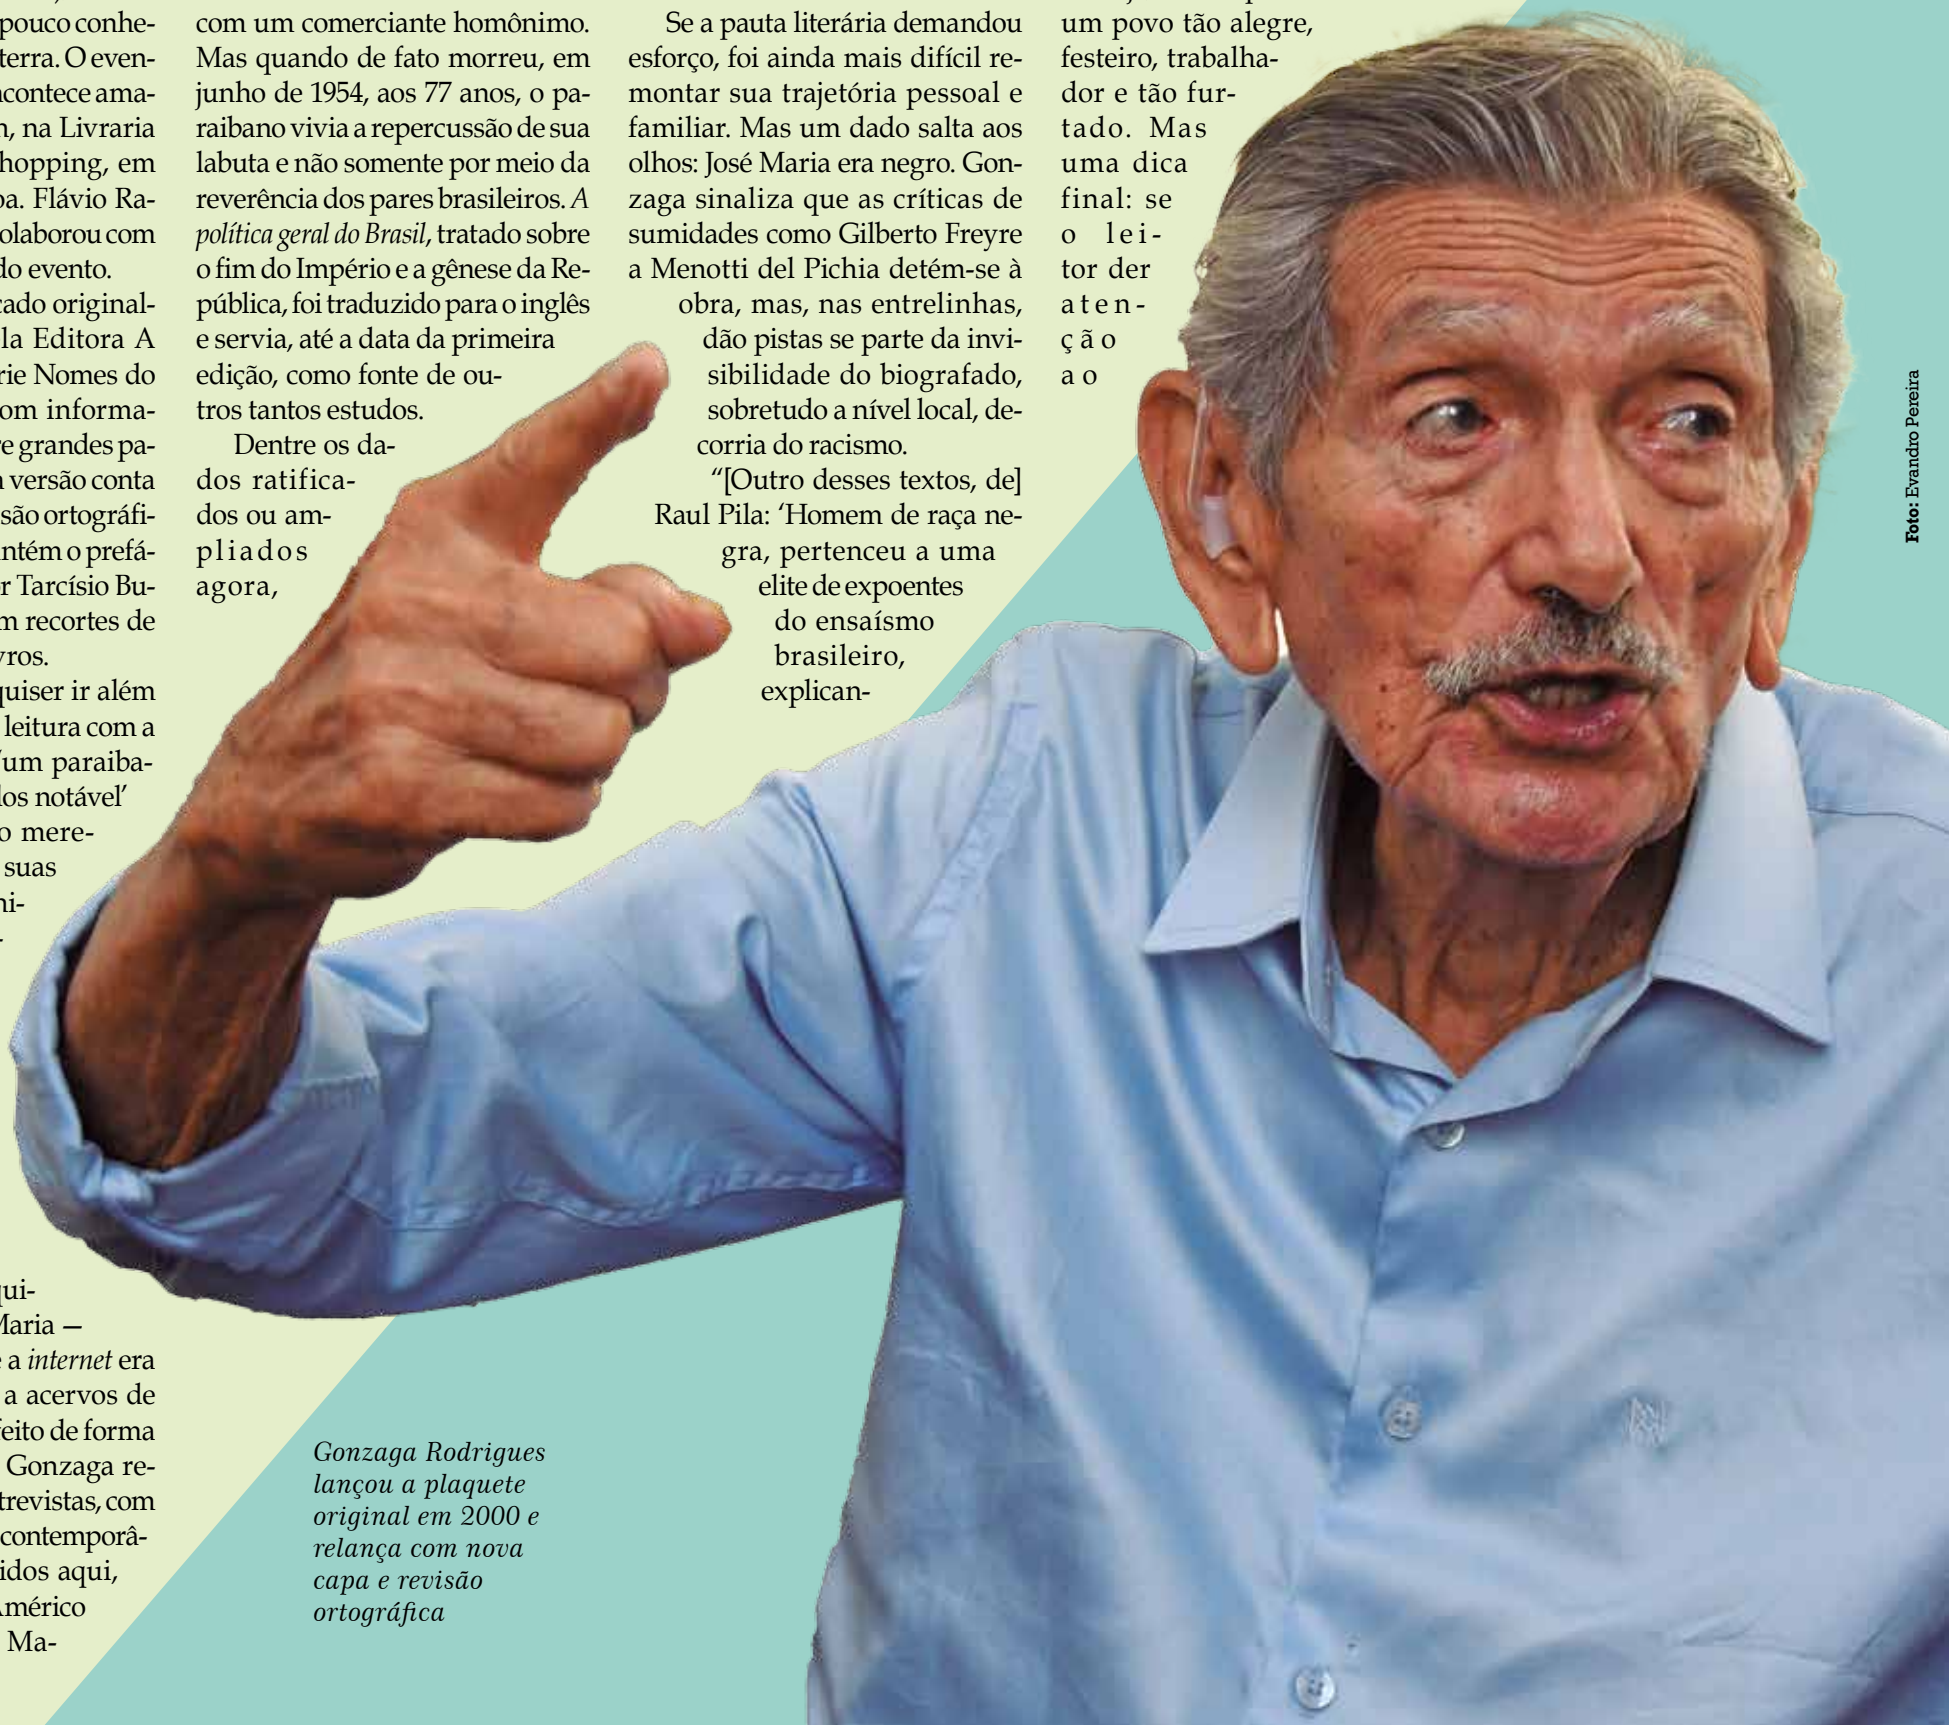 pouco conhe-
terra. O even-
acontece ama-
, na Livraria
hopping, em
Flávio Ra-
olaborou com
do evento.
cado original-
la Editora A
rie Nomes do
om informa-
e grandes pa-
versão conta
são ortográfi-
ntém o prefá-
r Tarcísio Bu-
m recortes de
vros.
quiser ir além
leitura com a
‘um paraiba-
dos notável’
o mere-
suas
ni-
-
qui-
Maria —
e a internet era
a acervos de
feito de forma
Gonzaga re-
trevistas, com
contemporâ-
idos aqui,
Américo
Ma-
com um comerciante homônimo.
Mas quando de fato morreu, em
junho de 1954, aos 77 anos, o pa-
raibano vivia a repercussão de sua
labuta e não somente por meio da
reverência dos pares brasileiros. A
política geral do Brasil, tratado sobre
o fim do Império e a gênese da Re-
pública, foi traduzido para o inglês
e servia, até a data da primeira
edição, como fonte de ou-
tros tantos estudos.
Dentre os da-
dos ratifica-
dos ou am-
pliados
agora,
Se a pauta literária demandou
esforço, foi ainda mais difícil re-
montar sua trajetória pessoal e
familiar. Mas um dado salta aos
olhos: José Maria era negro. Gon-
zaga sinaliza que as críticas de
sumidades como Gilberto Freyre
a Menotti del Pichia detém-se à
obra, mas, nas entrelinhas,
dão pistas se parte da invi-
sibilidade do biografado,
sobretudo a nível local, de-
corria do racismo.
“[Outro desses textos, de]
Raul Pila: ‘Homem de raça ne-
gra, pertenceu a uma
elite de expoentes
do ensaísmo
brasileiro,
explican-
um povo tão alegre,
festeiro, trabalha-
dor e tão fur-
tado. Mas
uma dica
final: se
o lei-
tor der
aten-
ção
ao
Foto: Evandro Pereira
Gonzaga Rodrigues
lançou a plaquete
original em 2000 e
relança com nova
capa e revisão
ortográfica